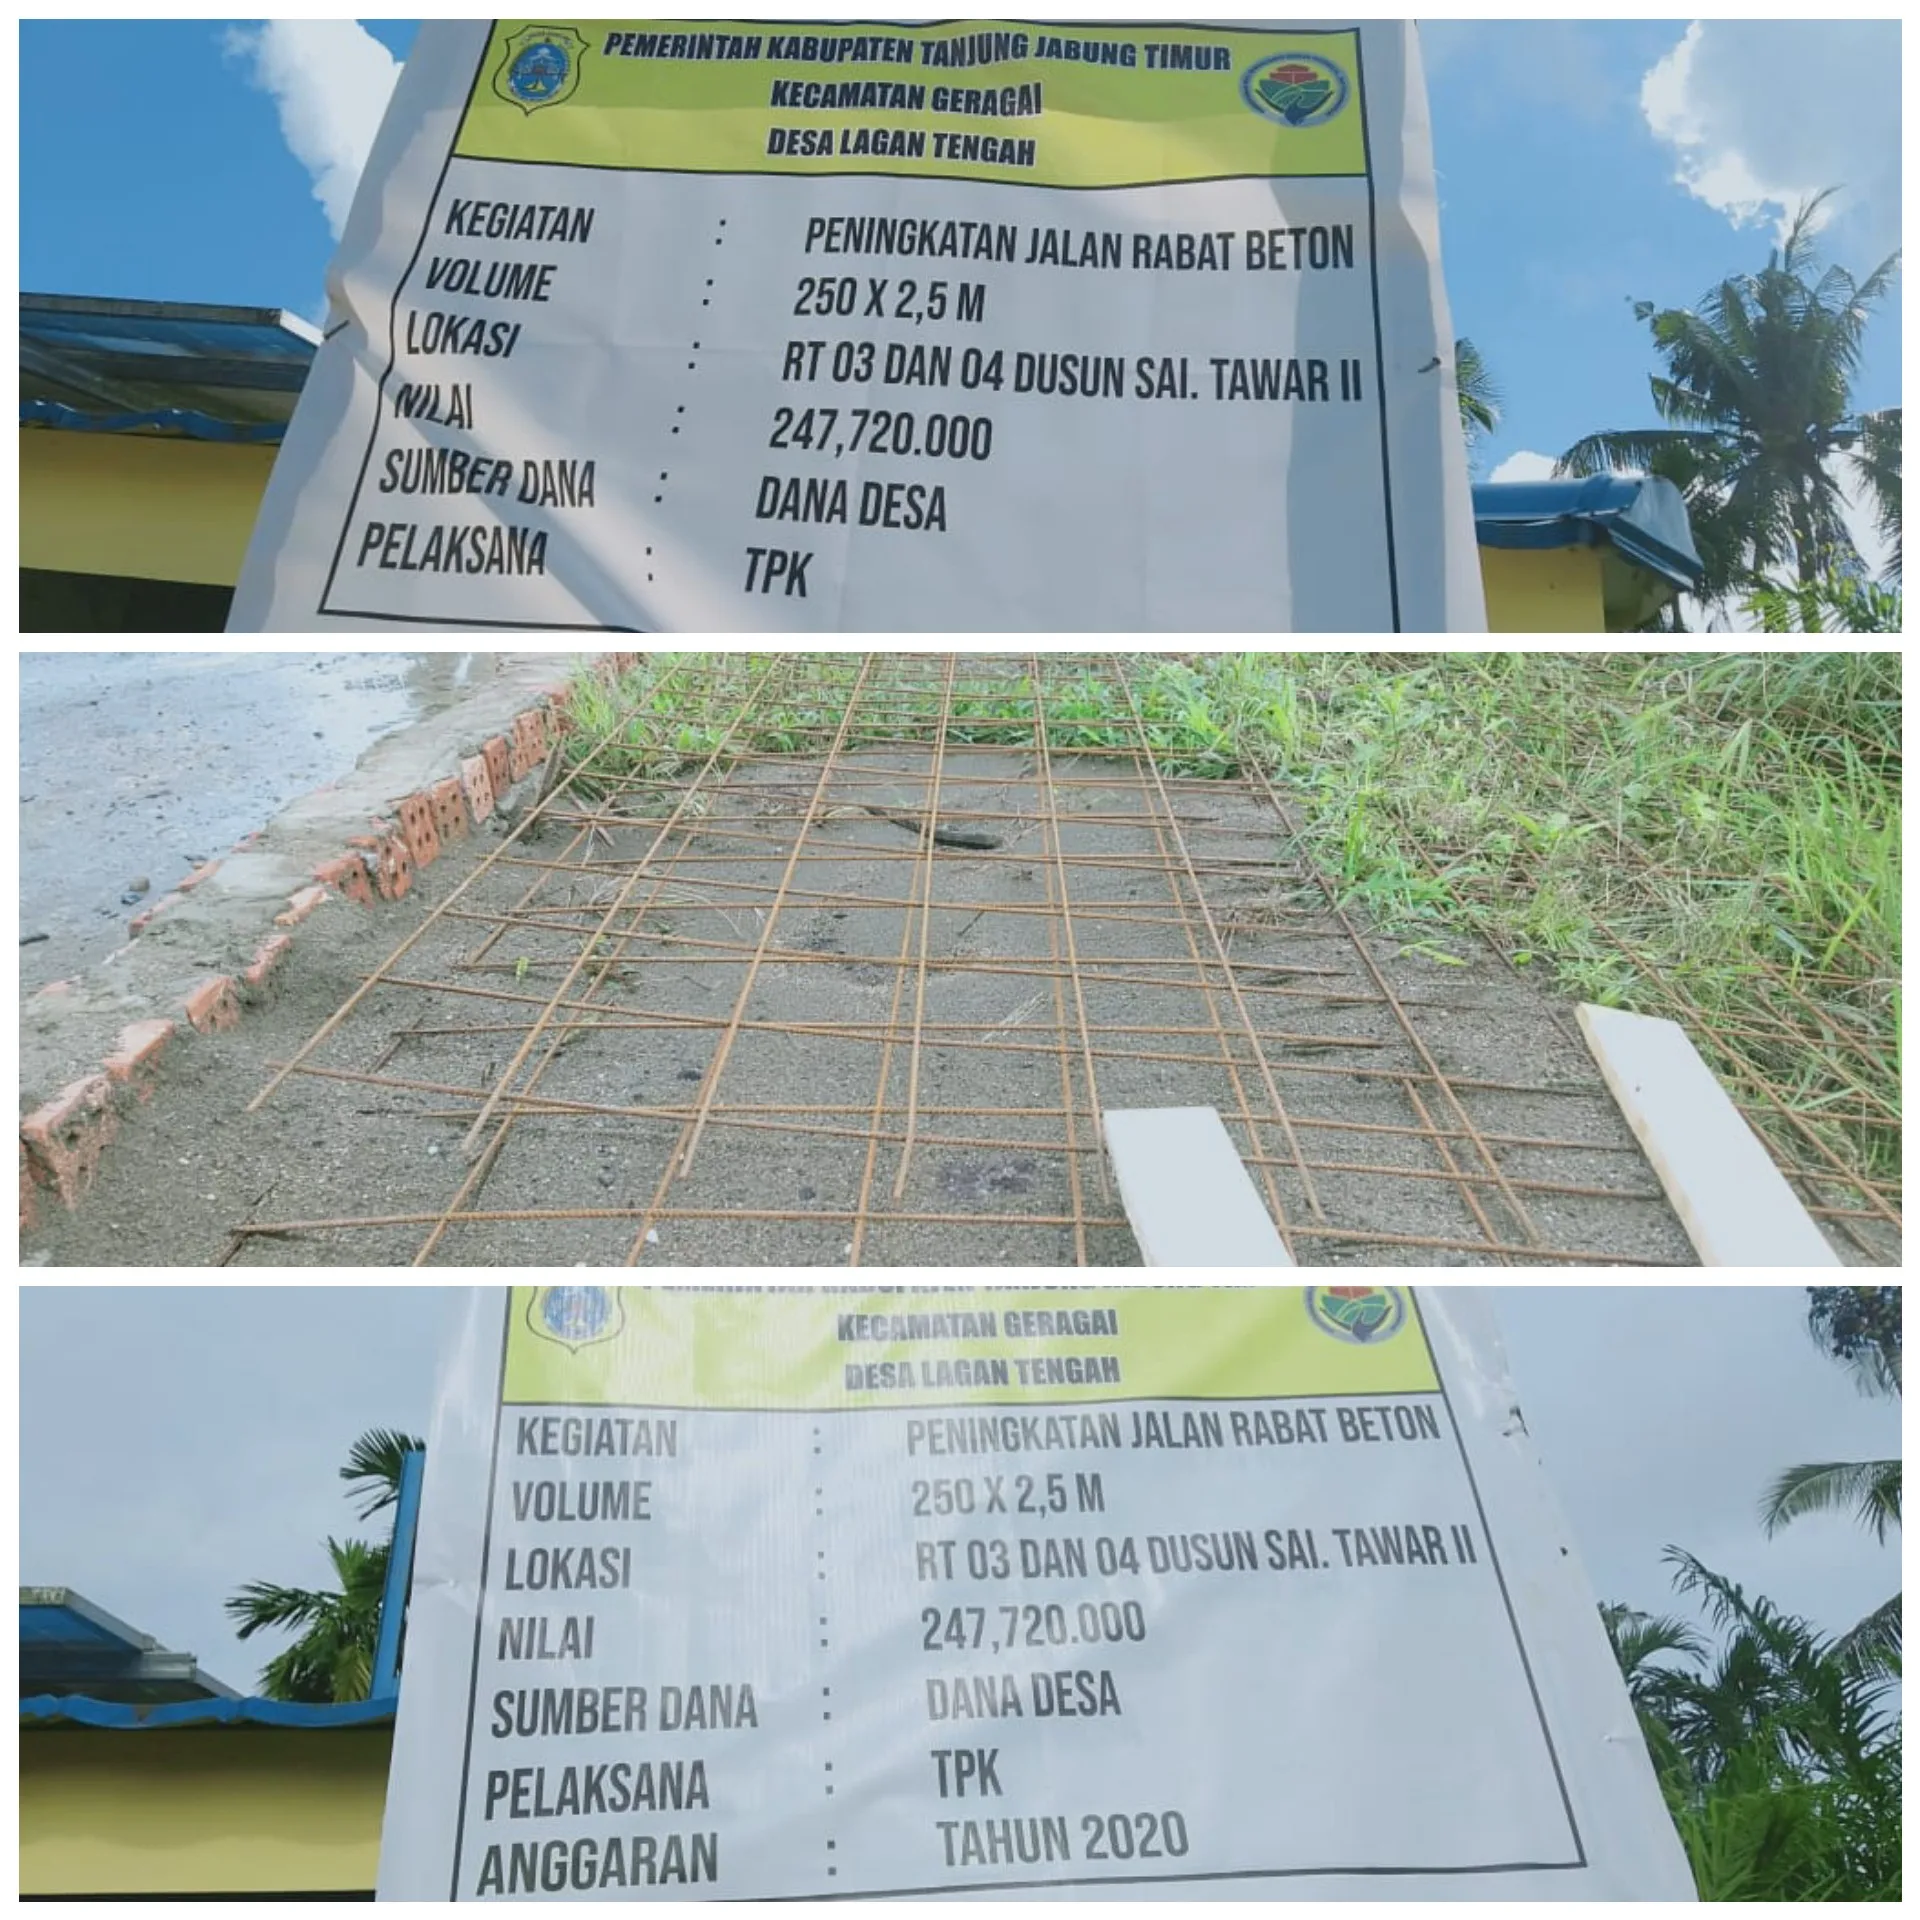 PEMERINTAH KABUPATEN TANJUNG JABUNG TIMUR
KECAMATAN GERAGAI
DESA LAGAN TENGAH
KEGIATAN : PENINGKATAN JALAN RABAT BETON
VOLUME : 250 X 2,5 M
LOKASI : RT 03 DAN 04 DUSUN SAI. TAWAR II
NILAI : 247,720.000
SUMBER DANA : DANA DESA
PELAKSANA : TPK
KECAMATAN GERAGAI
DESA LAGAN TENGAH
KEGIATAN : PENINGKATAN JALAN RABAT BETON
VOLUME : 250 X 2,5 M
LOKASI : RT 03 DAN 04 DUSUN SAI. TAWAR II
NILAI : 247,720.000
SUMBER DANA : DANA DESA
PELAKSANA : TPK
ANGGARAN : TAHUN 2020